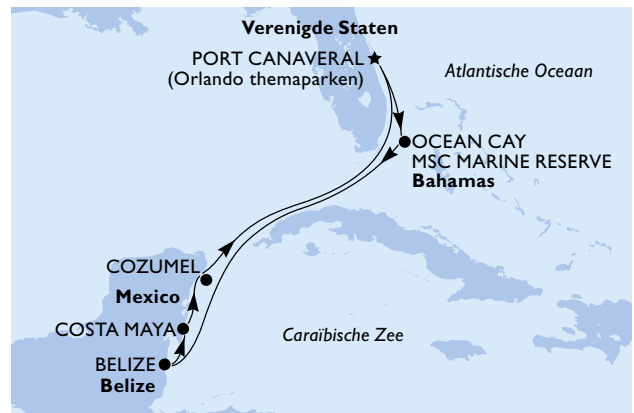 Verenigde Staten
PORT CANAVERAL
(Orlando themaparken)
Atlantische Oceaan
OCEAN CAY
MSC MARINE RESERVE
Bahamas
COZUMEL
Mexico
COSTA MAYA
Caraïbische Zee
BELIZE
Belize